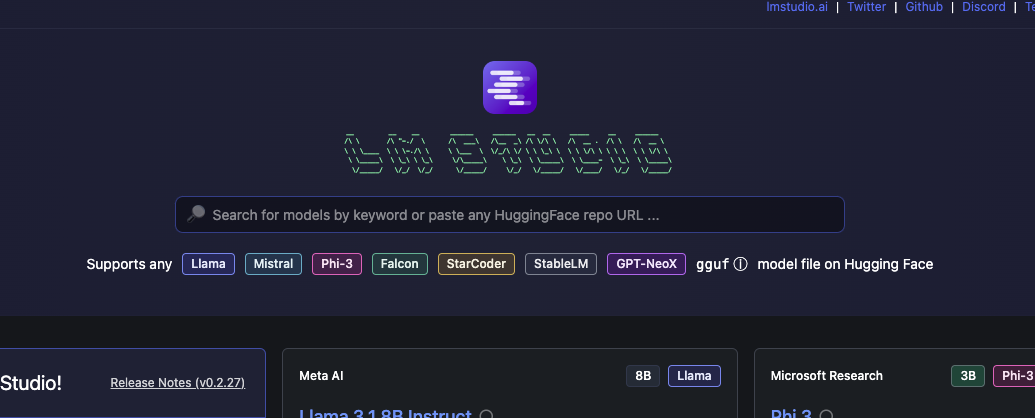 lmstudio.ai | Twitter | Github | Discord |
LM STUDIO
Search for models by keyword or paste any HuggingFace repo URL ...
Supports any Llama Mistral Phi-3 Falcon StarCoder StableLM GPT-NeoX gguf ⓘ model file on Hugging Face
Studio! Release Notes (v0.2.27)
Meta AI 8B Llama
Llama 3.1 8B Instruct
Microsoft Research 3B Phi-3
Phi 3